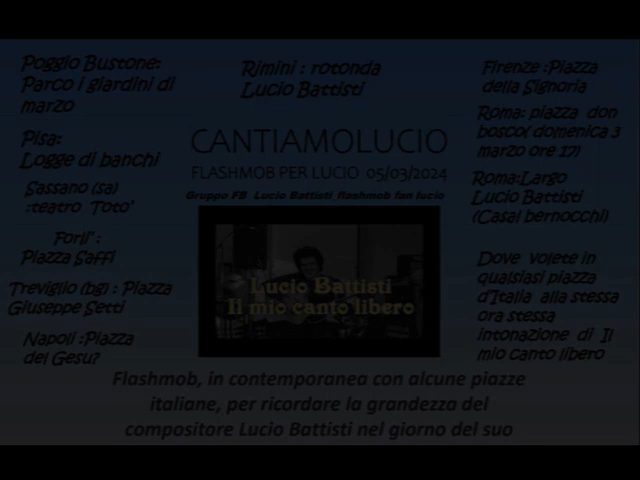 Poggio Bustone:
Parco i giardini di
marzo
Pisa:
Logge di banchi
Sassano (sa)
:teatro "Totò"
Forlì' :
Piazza Saffi
Treviglio (bg) : Piazza
Giuseppe Setti
Napoli :Piazza
del Gesu?
Rimini : rotonda
Lucio Battisti
CANTIAMOLUCIO
FLASHMOB PER LUCIO 05/03/2024
Gruppo FB Lucio Battisti_flashmob fan lucio
Lucio Battisti
Il mio canto libero
Firenze :Piazza
della Signoria
Roma: piazza don
bosco( domenica 3
marzo ore 17)
Roma:Largo
Lucio Battisti
(Casal bernocchi)
Dove volete in
qualsiasi piazza
d'Italia alla stessa
ora stessa
intonazione di Il
mio canto libero
Flashmob, in contemporanea con alcune piazze
italiane, per ricordare la grandezza del
compositore Lucio Battisti nel giorno del suo